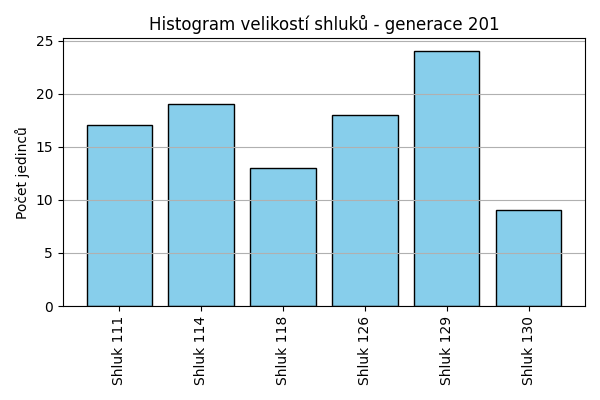 Histogram velikostí shluků - generace 201
Počet jedinců
25
20
15
10
5
0
Shluk 111
Shluk 114
Shluk 118
Shluk 126
Shluk 129
Shluk 130